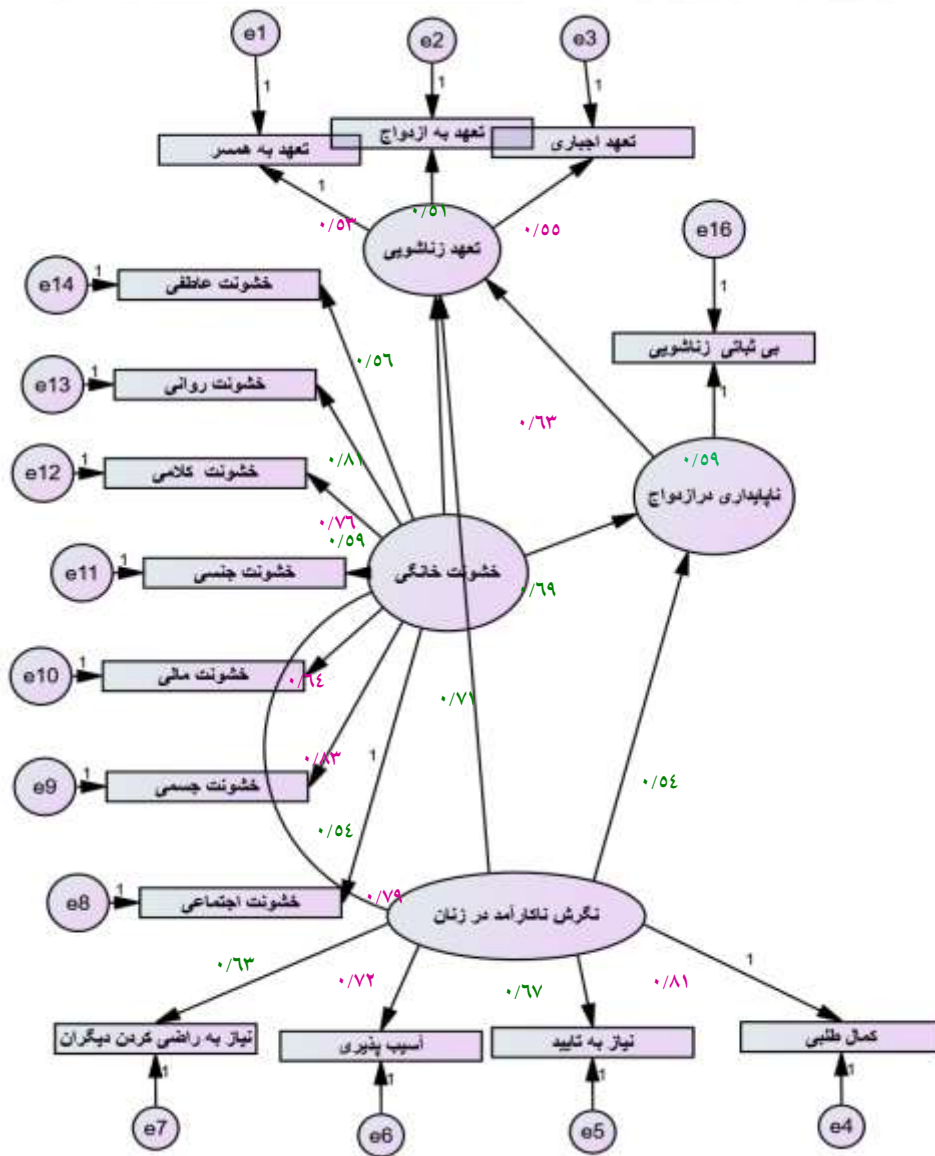 e1
e2
e3
1
1
1
تعهد به همسر
تعهد به ازدواج
تعهد اجباری
1
۰/۵۳
۰/۵۱
۰/۵۵
تعهد زناشویی
e16
1
بی ثباتی زناشویی
1
e14
1
خشونت عاطفی
۰/۵۶
e13
1
خشونت روانی
۰/۸۱
۰/۶۳
۰/۵۹
e12
1
خشونت کلامی
۰/۷۶
ناپایداری درازدواج
۰/۵۹
e11
1
خشونت جنسی
خشونت خانگی
۰/۶۹
e10
1
خشونت مالی
۰/۶٤
۰/۷۱
e9
1
خشونت جسمی
۰/۸۳
1
۰/۵٤
۰/۵٤
e8
1
خشونت اجتماعی
۰/۷۹
نگرش ناکارآمد در زنان
۰/۶۳
۰/۷۲
۰/۶۷
۰/۸۱
1
نیاز به راضی کردن دیگران
آسیب پذیری
نیاز به تایید
کمال طلبی
1
1
1
1
e7
e6
e5
e4